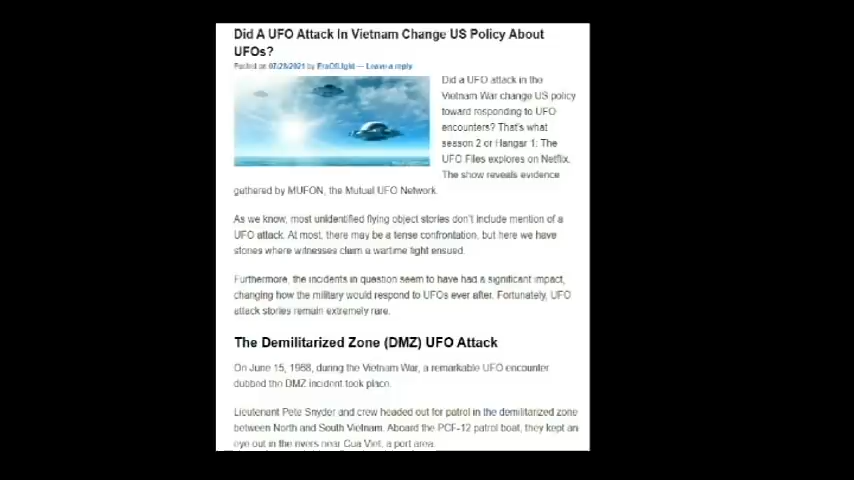 Did A UFO Attack In Vietnam Change US Policy About
UFOs?
Posted on 07/28/2021 by EraOfLight — Leave a reply
Did a UFO attack in the
Vietnam War change US policy
toward responding to UFO
encounters? That's what
season 2 or Hangar 1: The
UFO Files explores on Netflix.
The show reveals evidence
gathered by MUFON, the Mutual UFO Network.
As we know, most unidentified flying object stories don't include mention of a
UFO attack. At most, there may be a tense confrontation, but here we have
stories where witnesses claim a wartime fight ensued.
Furthermore, the incidents in question seem to have had a significant impact,
changing how the military would respond to UFOs ever after. Fortunately, UFO
attack stories remain extremely rare.
The Demilitarized Zone (DMZ) UFO Attack
On June 15, 1968, during the Vietnam War, a remarkable UFO encounter
dubbed the DMZ incident took place.
Lieutenant Pete Snyder and crew headed out for patrol in the demilitarized zone
between North and South Vietnam. Aboard the PCF-12 patrol boat, they kept an
eye out in the rivers near Cua Viet, a port area.